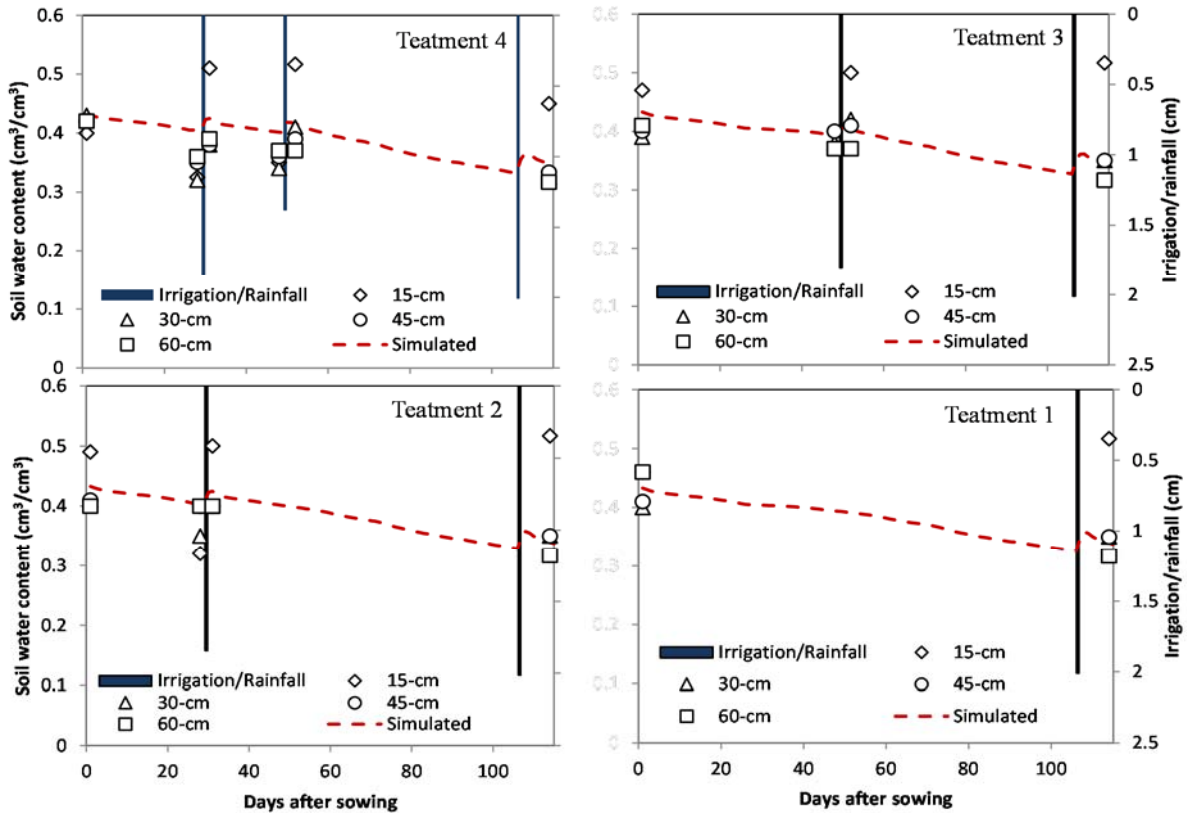 0.6
0.5
0.4
0.3
0.2
0.1
0
Soil water content (cm³/cm³)
Teatment 4
Irrigation/Rainfall
15-cm
30-cm
45-cm
60-cm
Simulated
0.6
0.5
0.4
0.3
0.2
0.1
0
Teatment 3
Irrigation/Rainfall
15-cm
30-cm
45-cm
60-cm
Simulated
0
0.5
1
1.5
2
2.5
Irrigation/rainfall (cm)
0.6
0.5
0.4
0.3
0.2
0.1
0
Soil water content (cm³/cm³)
Teatment 2
Irrigation/Rainfall
15-cm
30-cm
45-cm
60-cm
Simulated
0 20 40 60 80 100
Days after sowing
0.6
0.5
0.4
0.3
0.2
0.1
0
Teatment 1
Irrigation/Rainfall
15-cm
30-cm
45-cm
60-cm
Simulated
0
0.5
1
1.5
2
2.5
Irrigation/rainfall (cm)
0 20 40 60 80 100
Days after sowing